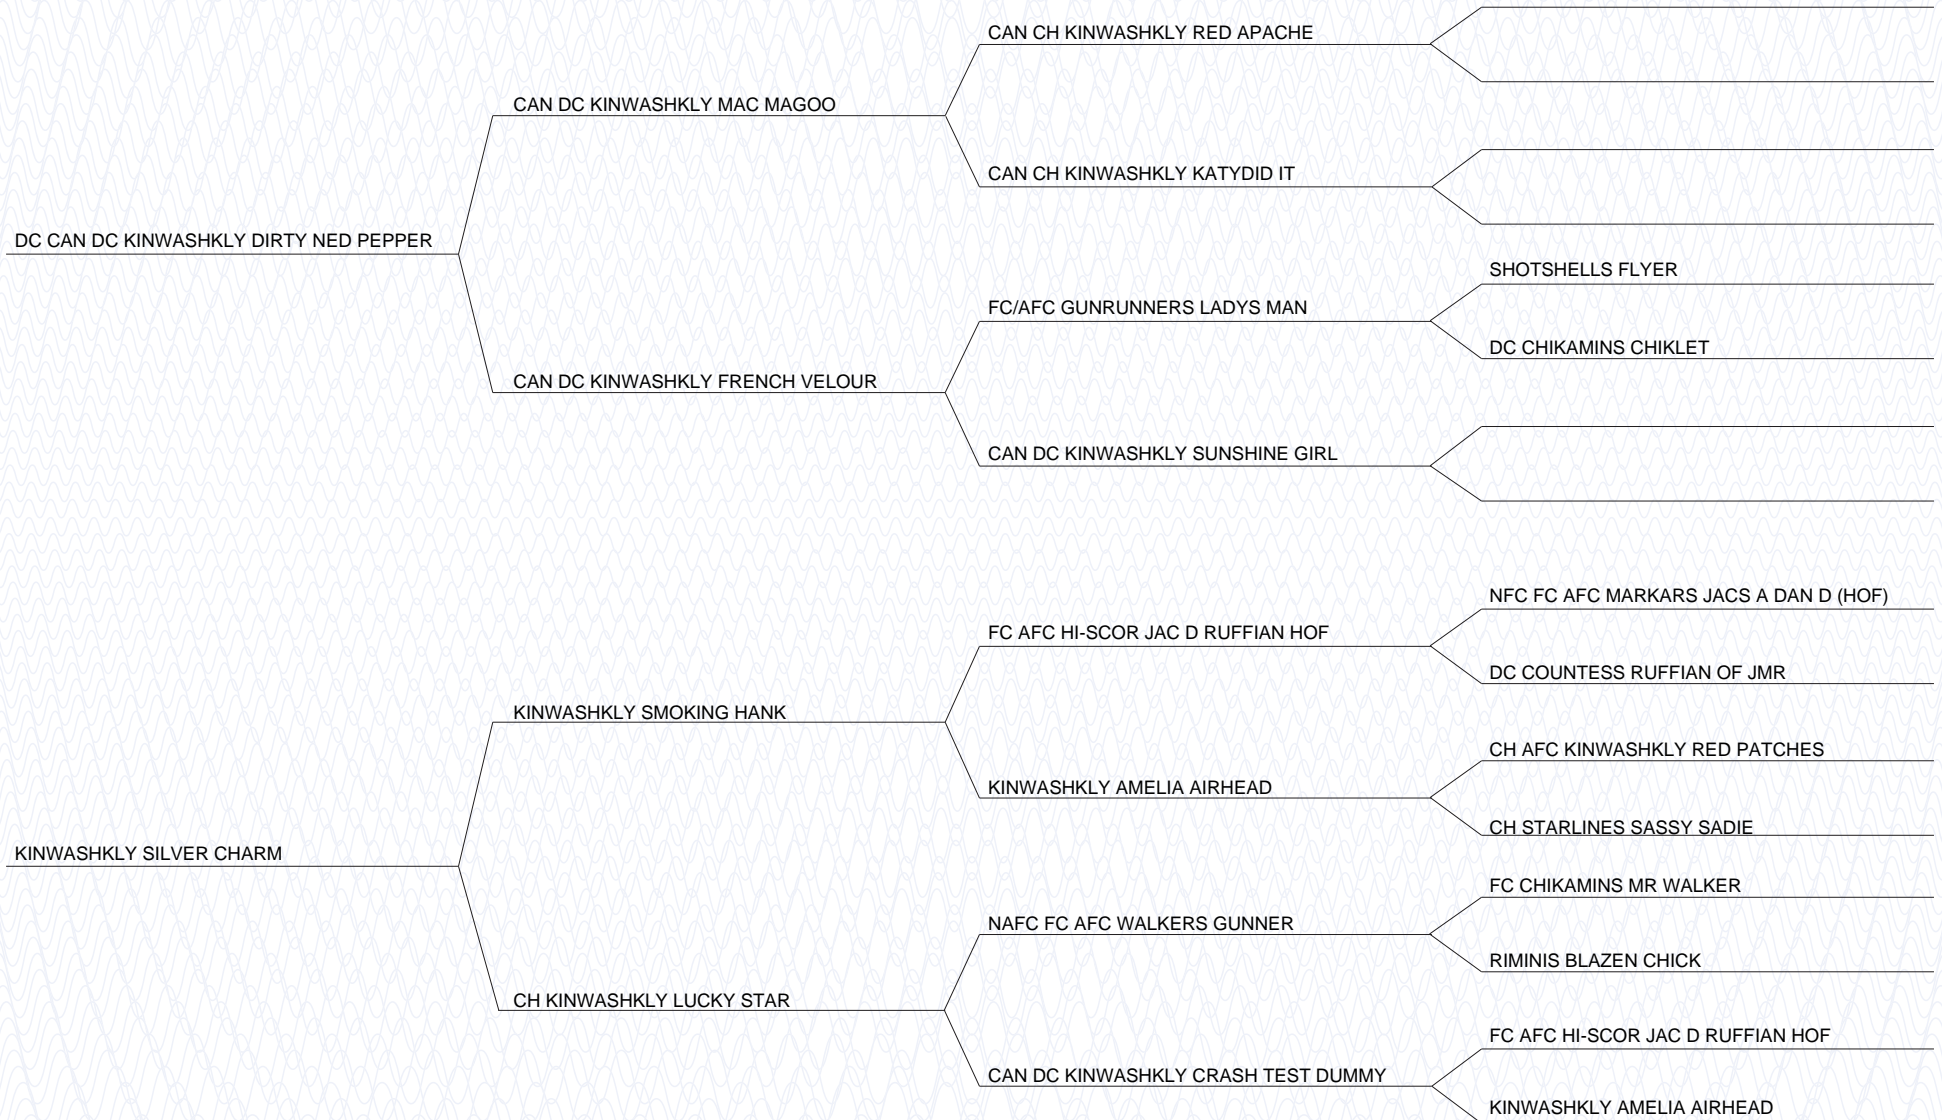 CAN CH KINWASHKLY RED APACHE
CAN DC KINWASHKLY MAC MAGOO
CAN CH KINWASHKLY KATYDID IT
DC CAN DC KINWASHKLY DIRTY NED PEPPER
SHOTSHELLS FLYER
FC/AFC GUNRUNNERS LADYS MAN
DC CHIKAMINS CHIKLET
CAN DC KINWASHKLY FRENCH VELOUR
CAN DC KINWASHKLY SUNSHINE GIRL
NFC FC AFC MARKARS JACS A DAN D (HOF)
FC AFC HI-SCOR JAC D RUFFIAN HOF
DC COUNTESS RUFFIAN OF JMR
KINWASHKLY SMOKING HANK
CH AFC KINWASHKLY RED PATCHES
KINWASHKLY AMELIA AIRHEAD
CH STARLINES SASSY SADIE
KINWASHKLY SILVER CHARM
FC CHIKAMINS MR WALKER
NAFC FC AFC WALKERS GUNNER
RIMINIS BLAZEN CHICK
CH KINWASHKLY LUCKY STAR
FC AFC HI-SCOR JAC D RUFFIAN HOF
CAN DC KINWASHKLY CRASH TEST DUMMY
KINWASHKLY AMELIA AIRHEAD